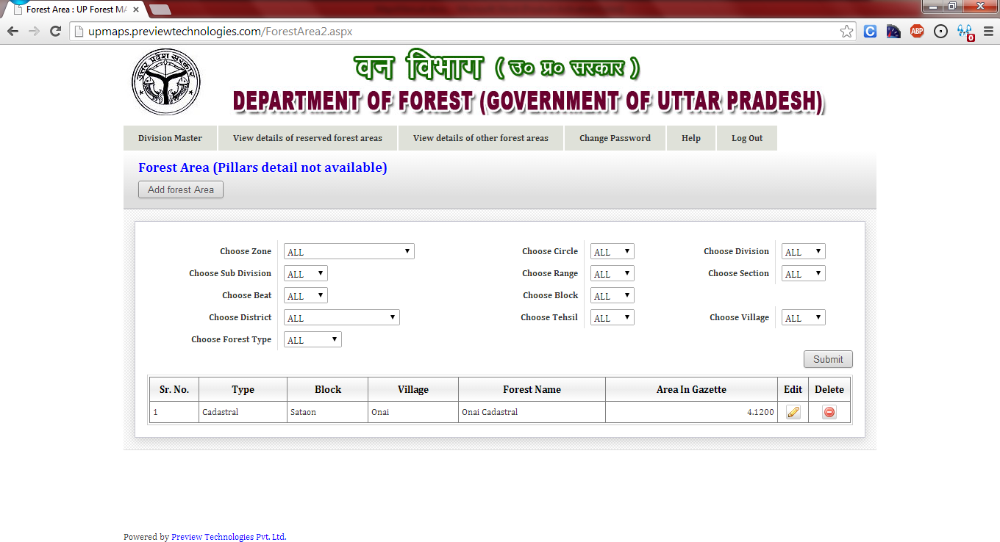 Forest Area : UP Forest MA
upmaps.previewtechnologies.com/ForestArea2.aspx
ABP
0
उत्तर प्रदेश सरकार
वन विभाग ( उ० प्र० सरकार )
DEPARTMENT OF FOREST (GOVERNMENT OF UTTAR PRADESH)
Division Master View details of reserved forest areas View details of other forest areas Change Password Help Log Out
Forest Area (Pillars detail not available)
Add forest Area
Choose Zone ALL Choose Circle ALL Choose Division ALL
Choose Sub Division ALL Choose Range ALL Choose Section ALL
Choose Beat ALL Choose Block ALL
Choose District ALL Choose Tehsil ALL Choose Village ALL
Choose Forest Type ALL
Submit
Sr. No. Type Block Village Forest Name Area In Gazette Edit Delete
1 Cadastral Sataon Onai Onai Cadastral 4.1200
Powered by Preview Technologies Pvt. Ltd.